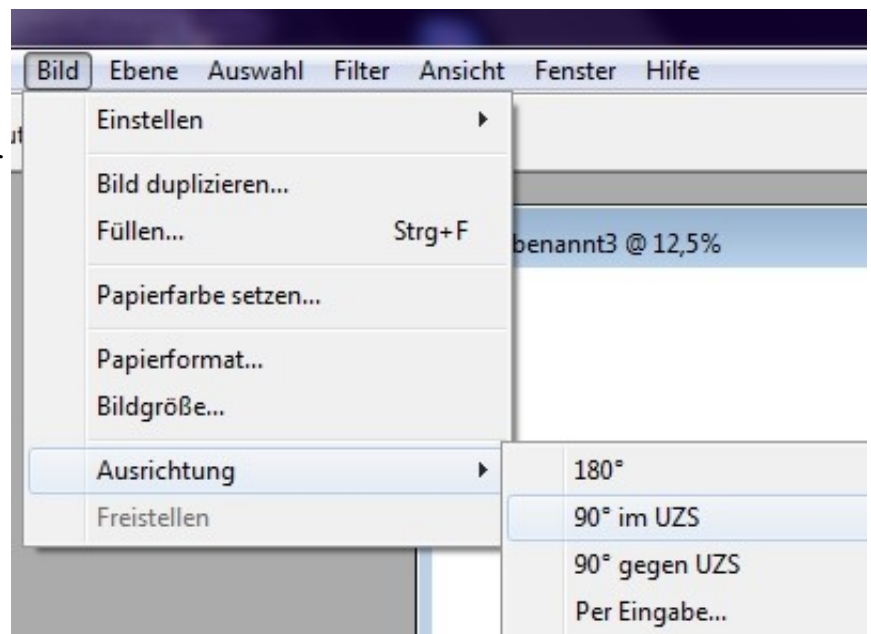 Bild Ebene Auswahl Filter Ansicht Fenster Hilfe
Einstellen
Bild duplizieren...
Füllen... Strg+F
benannt3 @ 12,5%
Papierfarbe setzen...
Papierformat...
Bildgröße...
Ausrichtung
180°
Freistellen
90° im UZS
90° gegen UZS
Per Eingabe...